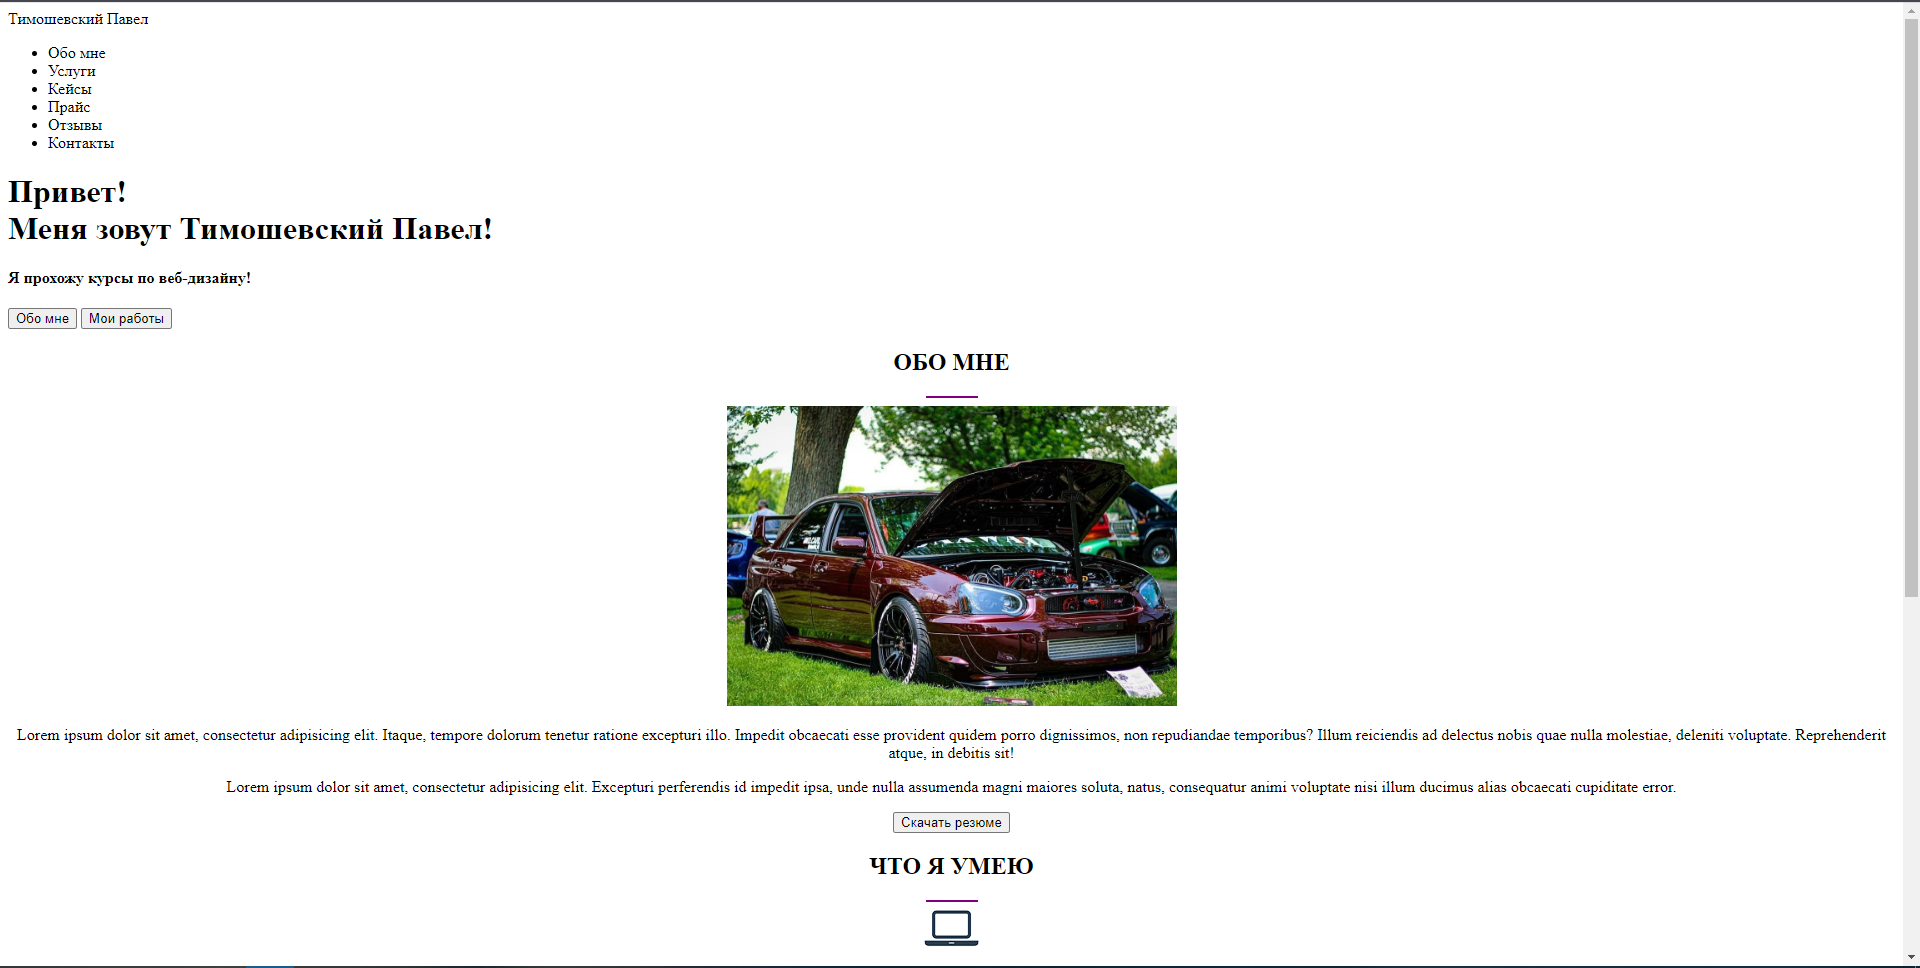 Тимошевский Павел
Обо мне
Услуги
Кейсы
Прайс
Отзывы
Контакты
Привет!
Меня зовут Тимошевский Павел!
Я прохожу курсы по веб-дизайну!
Обо мне Мои работы
ОБО МНЕ
Lorem ipsum dolor sit amet, consectetur adipisicing elit. Itaque, tempore dolorum tenetur ratione excepturi illo. Impedit obcaecati esse provident quidem porro dignissimos, non repudiandae temporibus? Illum reiciendis ad delectus nobis quae nulla molestiae, deleniti voluptate. Reprehenderit
atque, in debitis sit!
Lorem ipsum dolor sit amet, consectetur adipisicing elit. Excepturi perferendis id impedit ipsa, unde nulla assumenda magni maiores soluta, natus, consequatur animi voluptate nisi illum ducimus alias obcaecati cupiditate error.
Скачать резюме
ЧТО Я УМЕЮ